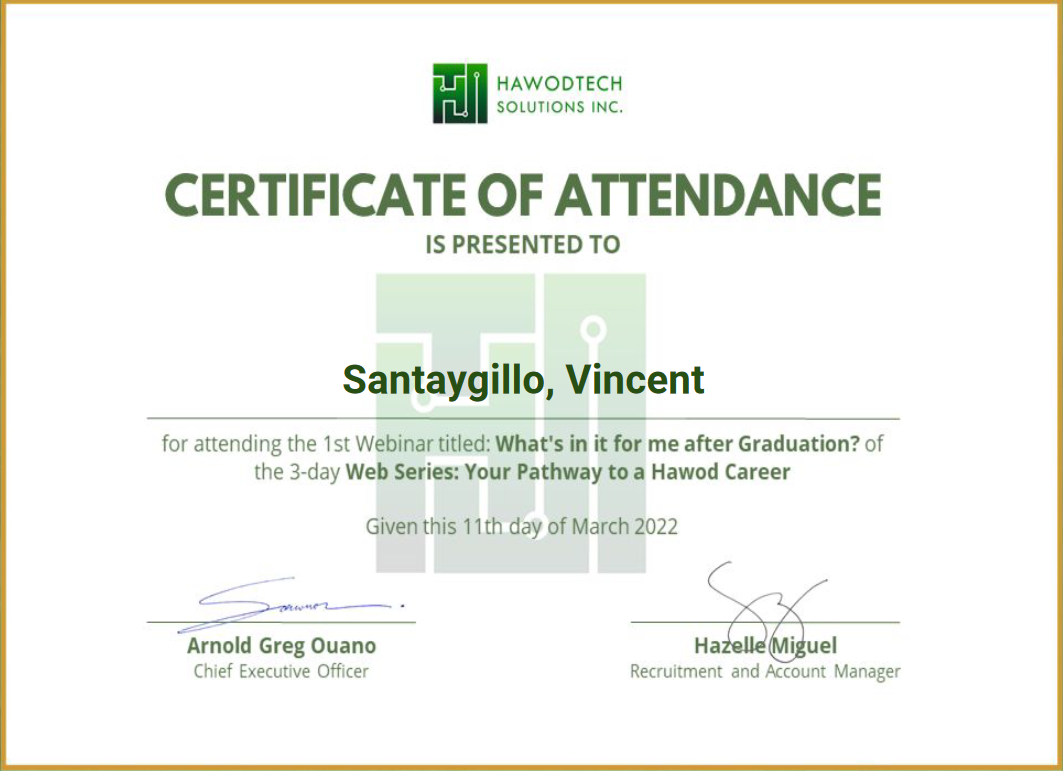 HAWODTECH
SOLUTIONS INC.
CERTIFICATE OF ATTENDANCE
IS PRESENTED TO
Santaygillo, Vincent
for attending the 1st Webinar titled: What's in it for me after Graduation? of
the 3-day Web Series: Your Pathway to a Hawod Career
Given this 11th day of March 2022
Arnold Greg Ouano
Chief Executive Officer
Hazelle Miguel
Recruitment and Account Manager